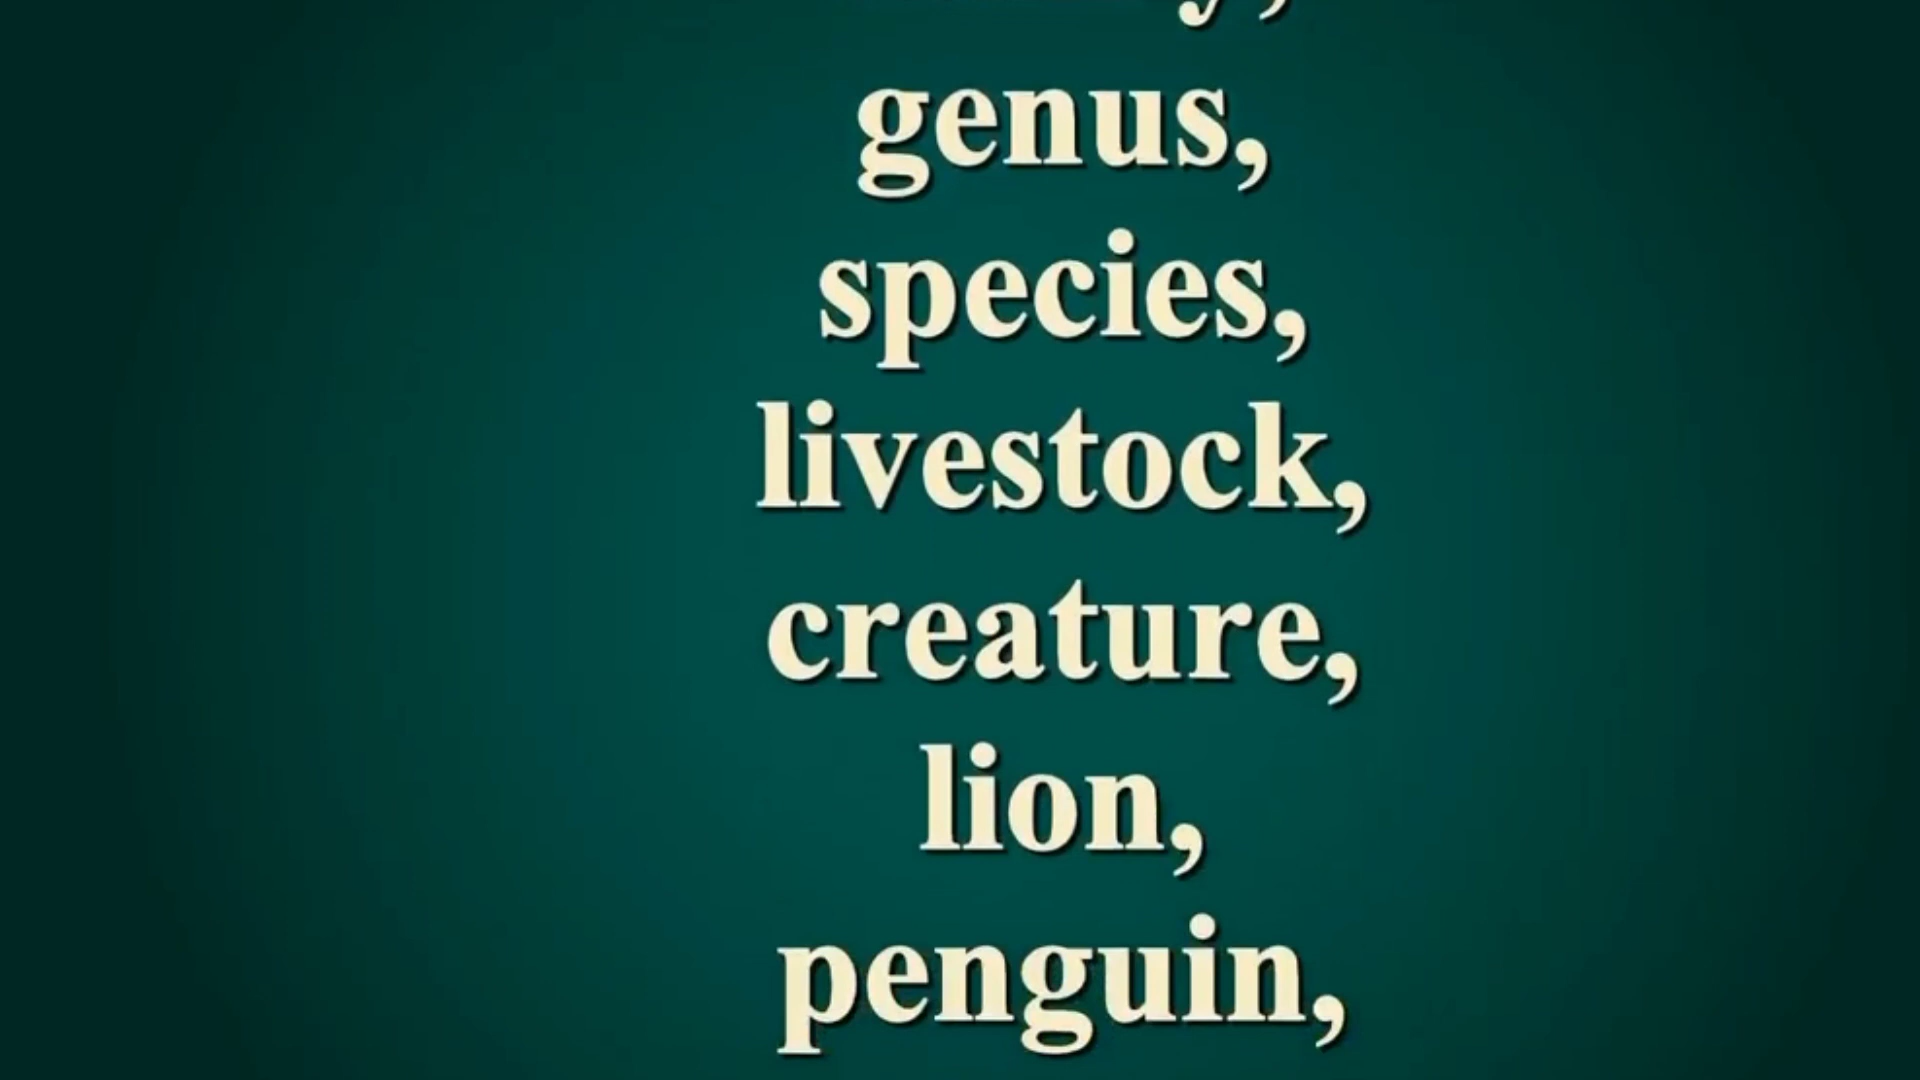 genus,
species,
livestock,
creature,
lion,
penguin,